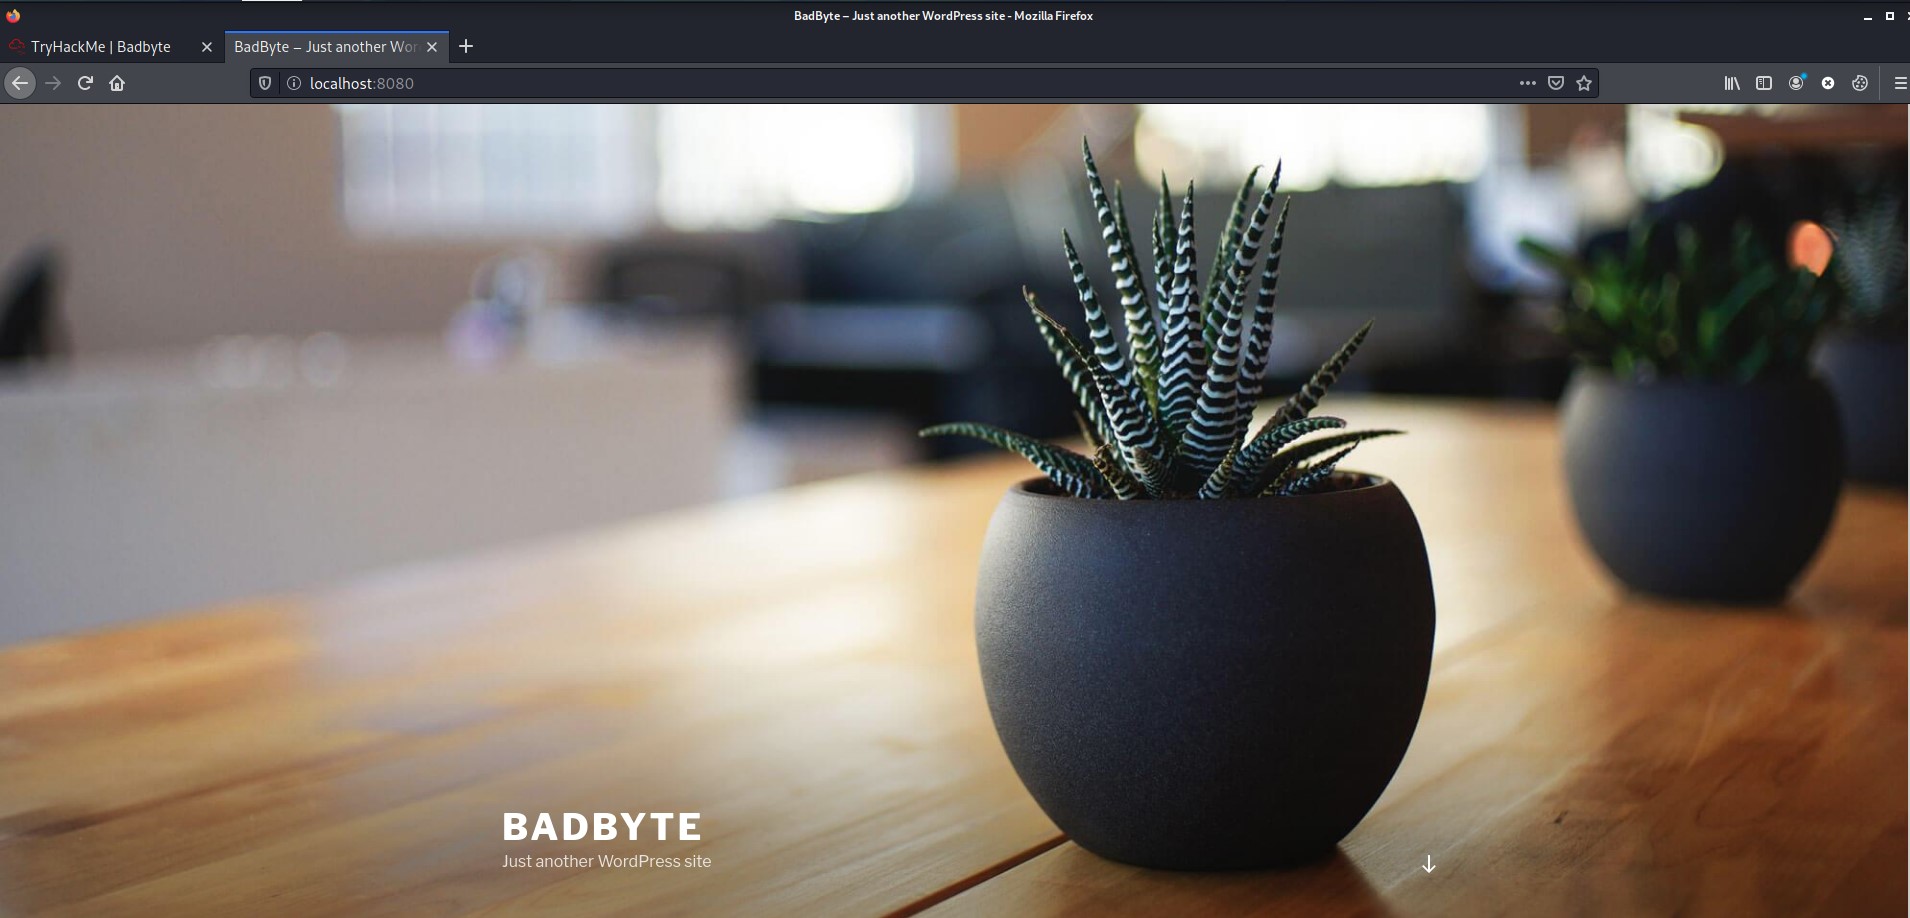 BadByte – Just another WordPress site - Mozilla Firefox
TryHackMe | Badbyte
BadByte – Just another Wor
localhost:8080
BADBYTE
Just another WordPress site